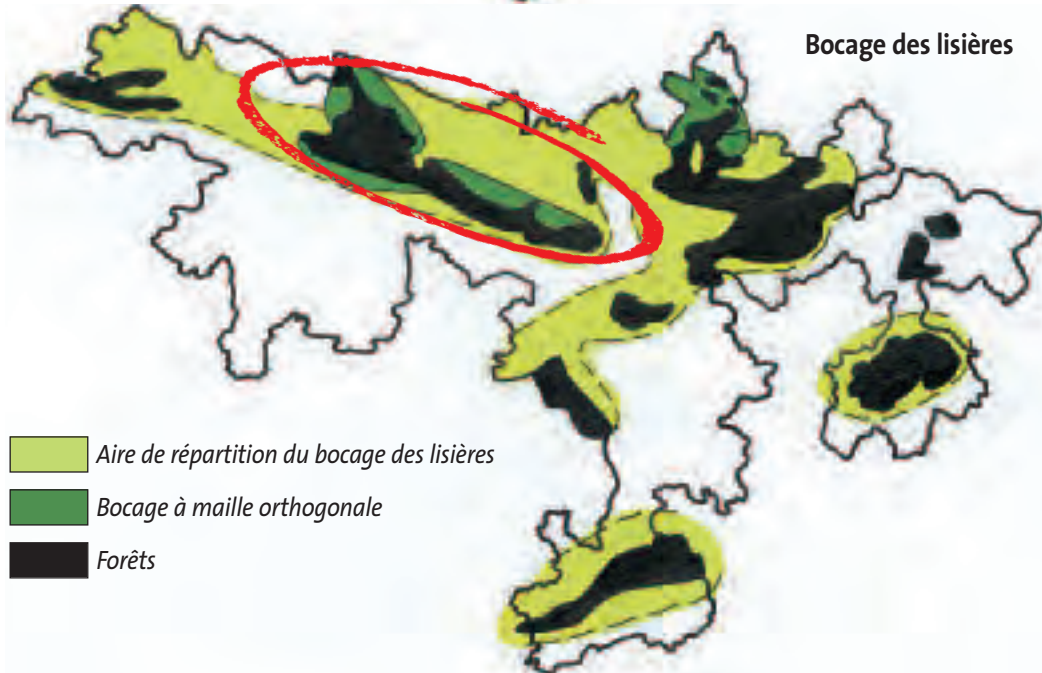 Bocage des lisières
Aire de répartition du bocage des lisières
Bocage à maille orthogonale
Forêts